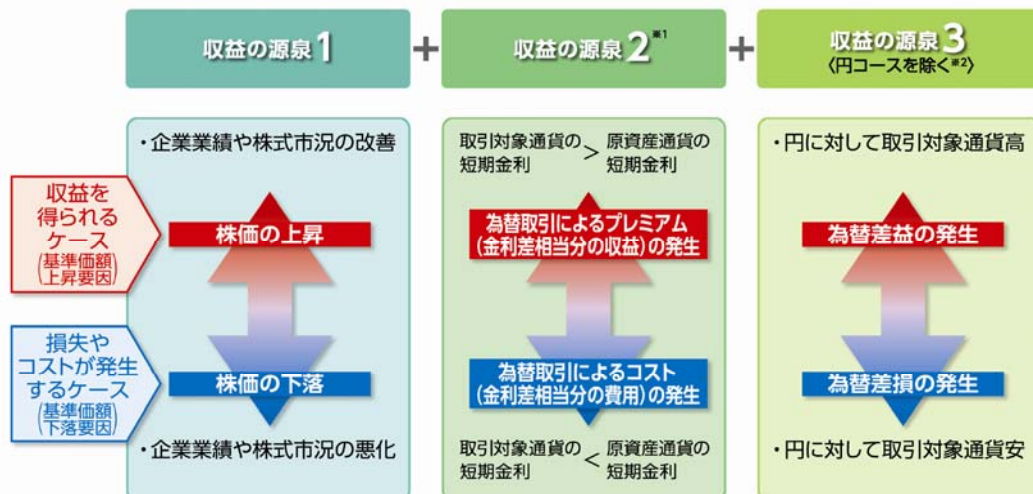 収益の源泉1
+
収益の源泉2※1
+
収益の源泉3
〈円コースを除く※2〉
収益を
得られる
ケース
(基準価額
上昇要因)
・企業業績や株式市況の改善
株価の上昇
取引対象通貨の
短期金利
>
原資産通貨の
短期金利
為替取引によるプレミアム
(金利差相当分の収益)の発生
・円に対して取引対象通貨高
為替差益の発生
損失や
コストが発生
するケース
(基準価額
下落要因)
株価の下落
・企業業績や株式市況の悪化
為替取引によるコスト
(金利差相当分の費用)の発生
取引対象通貨の
短期金利
<
原資産通貨の
短期金利
為替差損の発生
・円に対して取引対象通貨安